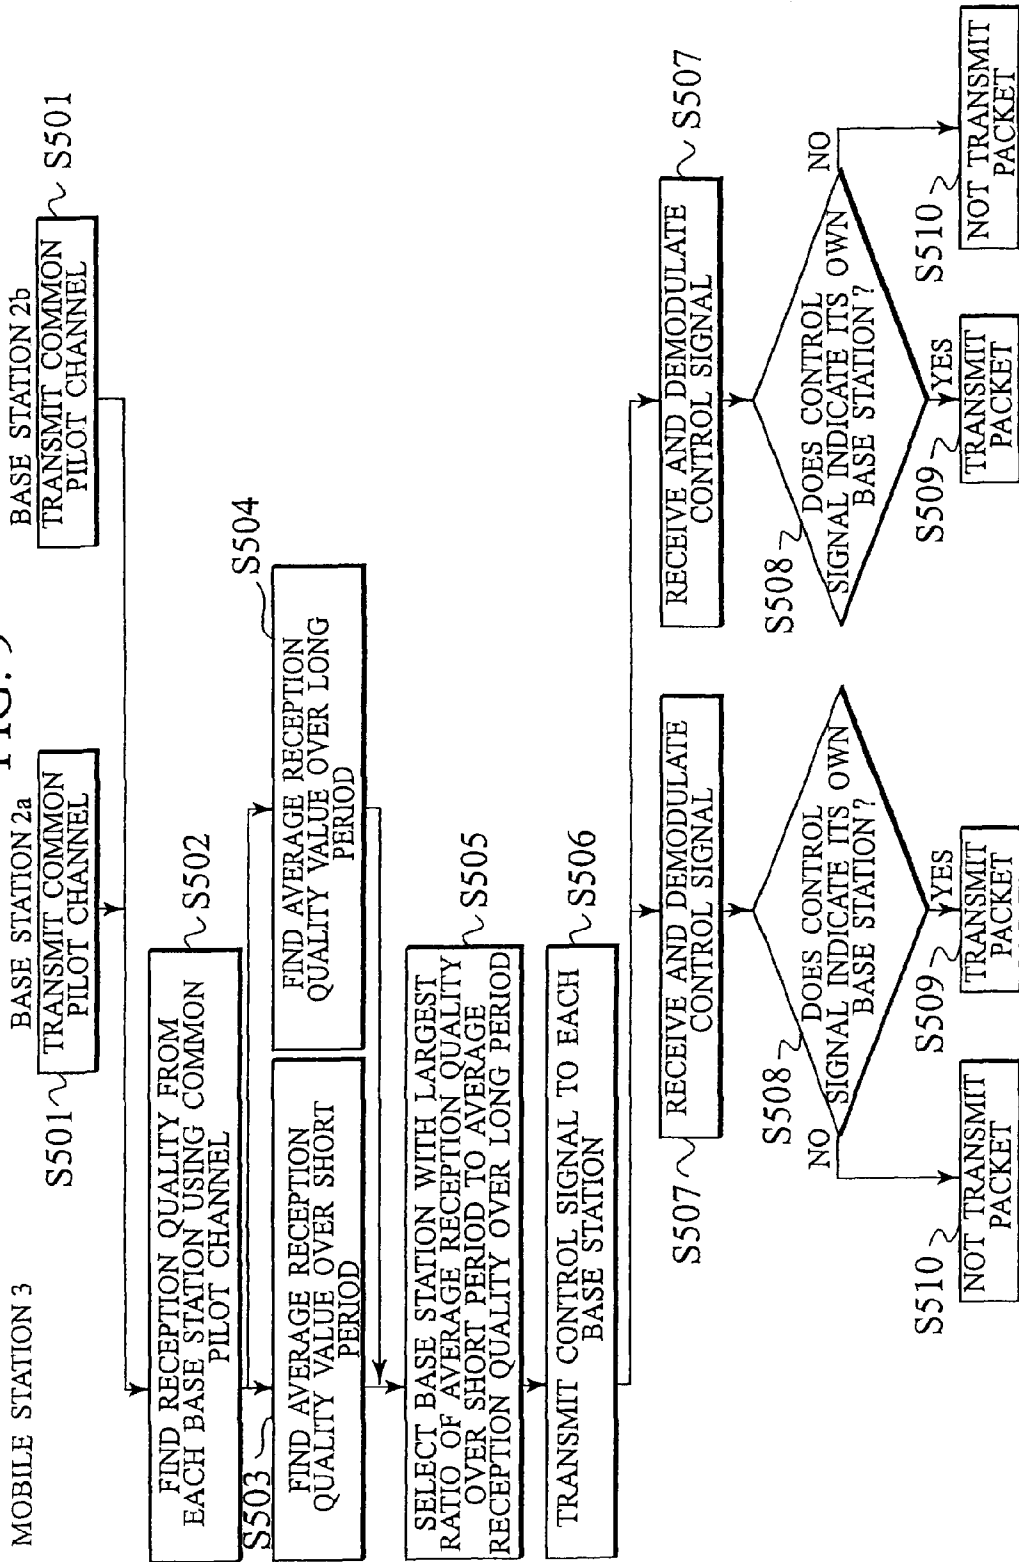 FIG. 9
MOBILE STATION 3
BASE STATION 2a
BASE STATION 2b
S501
TRANSMIT COMMON
PILOT CHANNEL
TRANSMIT COMMON
PILOT CHANNEL
S501
FIND RECEPTION QUALITY FROM
EACH BASE STATION USING COMMON
PILOT CHANNEL
S502
S503
FIND AVERAGE RECEPTION
QUALITY VALUE OVER SHORT
PERIOD
FIND AVERAGE RECEPTION
QUALITY VALUE OVER LONG
PERIOD
S504
SELECT BASE STATION WITH LARGEST
RATIO OF AVERAGE RECEPTION QUALITY
OVER SHORT PERIOD TO AVERAGE
RECEPTION QUALITY OVER LONG PERIOD
S505
TRANSMIT CONTROL SIGNAL TO EACH
BASE STATION
S506
S507
RECEIVE AND DEMODULATE
CONTROL SIGNAL
RECEIVE AND DEMODULATE
CONTROL SIGNAL
S507
S508
DOES CONTROL
SIGNAL INDICATE ITS OWN
BASE STATION?
NO
YES
S508
DOES CONTROL
SIGNAL INDICATE ITS OWN
BASE STATION?
NO
YES
S510
NOT TRANSMIT
PACKET
S509
TRANSMIT
PACKET
S509
TRANSMIT
PACKET
S510
NOT TRANSMIT
PACKET